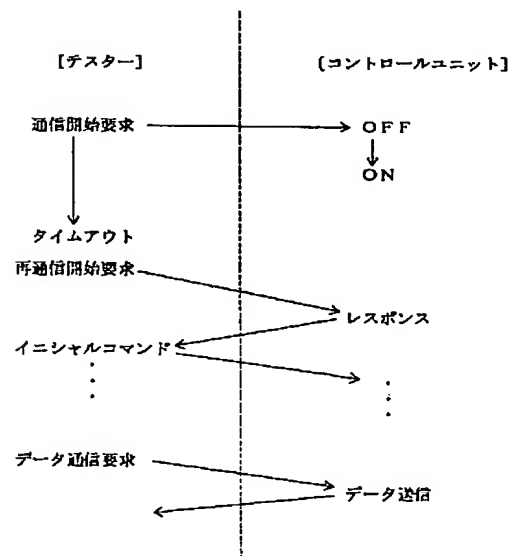 [テスター]
[コントロールユニット]
通信開始要求
OFF
ON
タイムアウト
再通信開始要求
レスポンス
イニシャルコマンド
データ通信要求
データ送信